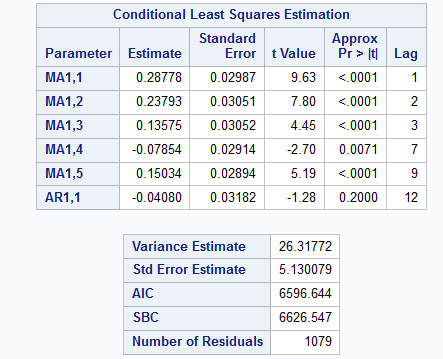 Conditional Least Squares Estimation
Parameter Estimate Standard Error t Value Approx Pr > |t| Lag
MA1,1 0.28778 0.02987 9.63 <.0001 1
MA1,2 0.23793 0.03051 7.80 <.0001 2
MA1,3 0.13575 0.03052 4.45 <.0001 3
MA1,4 -0.07854 0.02914 -2.70 0.0071 7
MA1,5 0.15034 0.02894 5.19 <.0001 9
AR1,1 -0.04080 0.03182 -1.28 0.2000 12
Variance Estimate 26.31772
Std Error Estimate 5.130079
AIC 6596.644
SBC 6626.547
Number of Residuals 1079